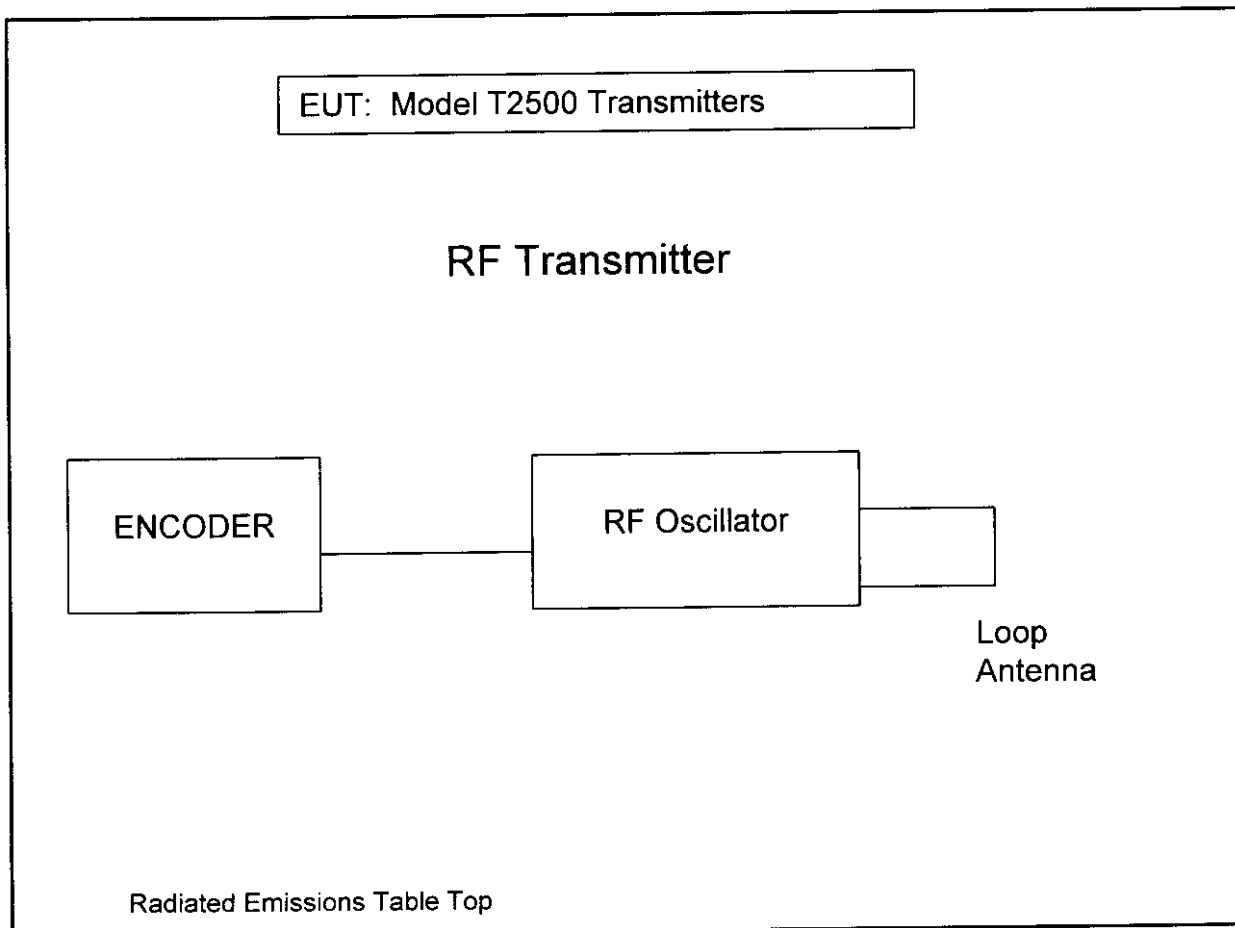 EUT: Model T2500 Transmitters
RF Transmitter
ENCODER
RF Oscillator
Loop
Antenna
Radiated Emissions Table Top